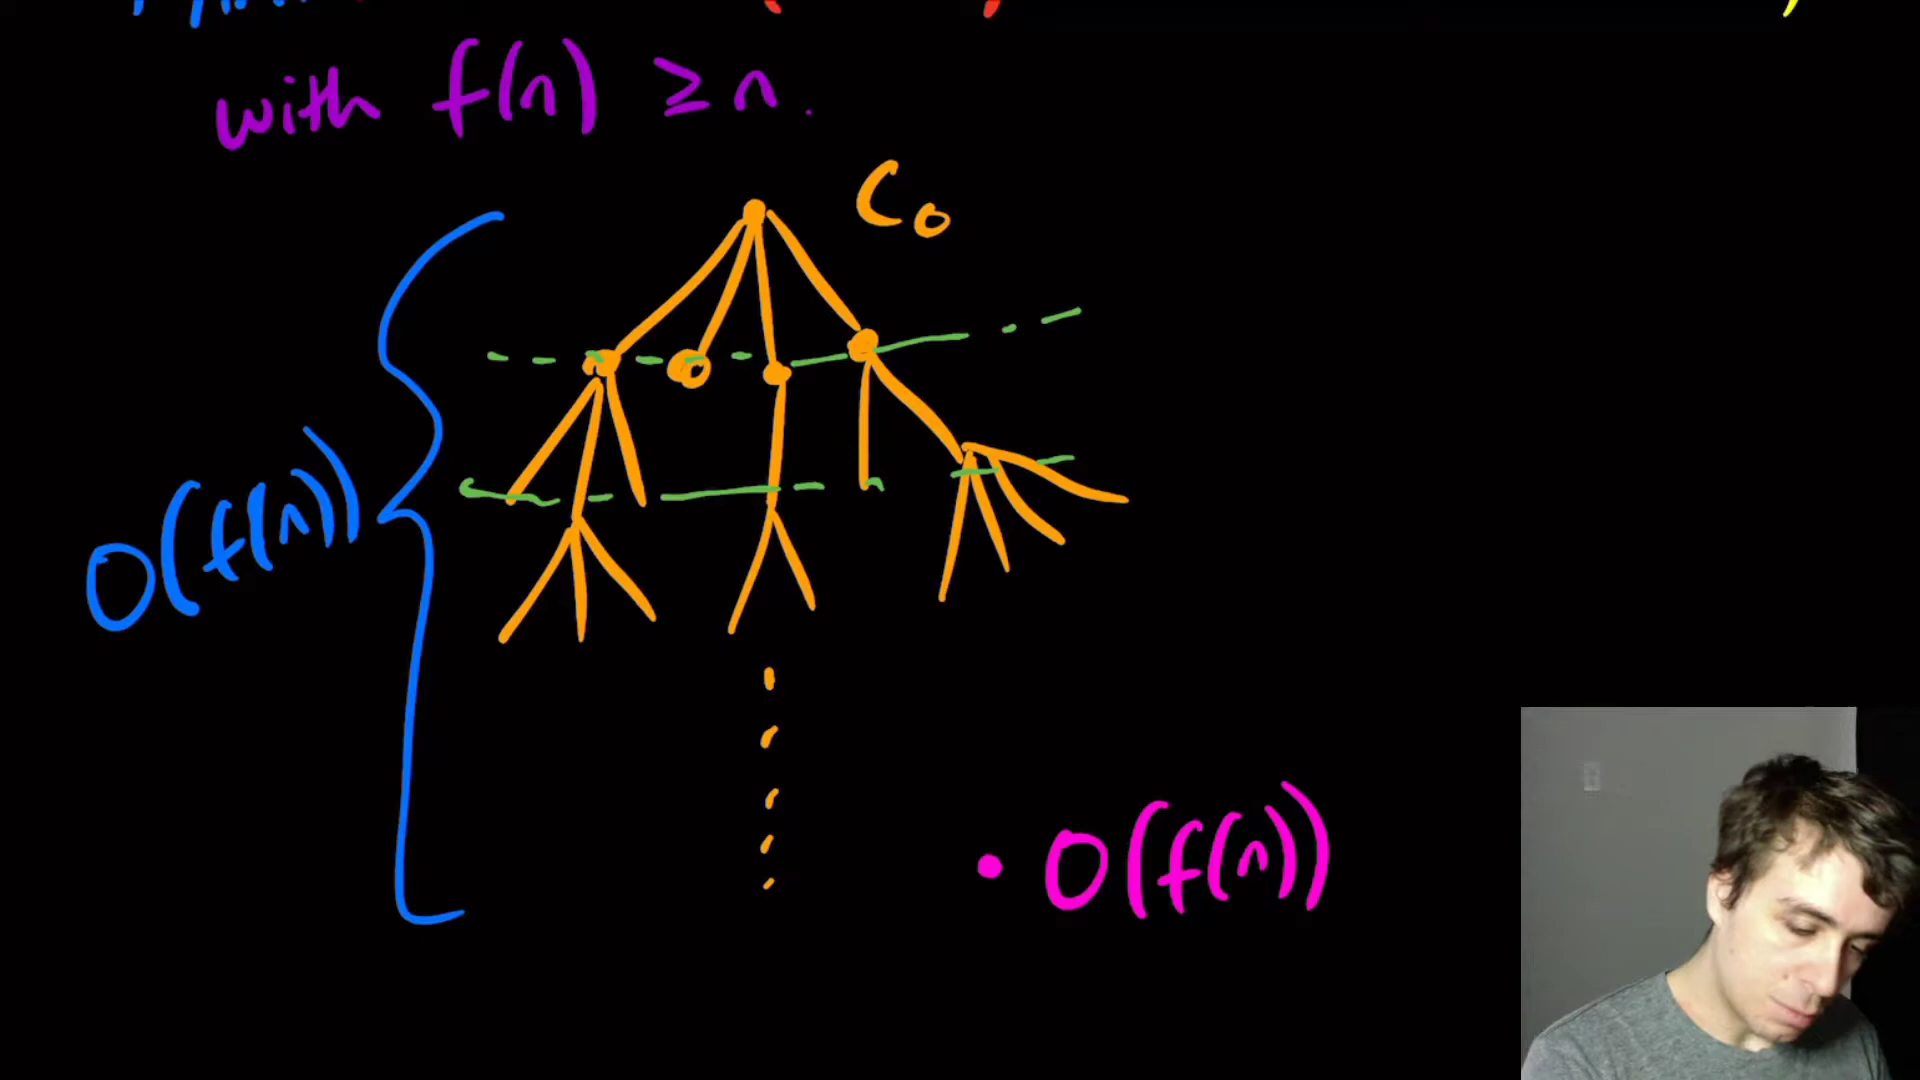 with f(n) ≥ n.
C₀
O(f(n))
• O(f(n))